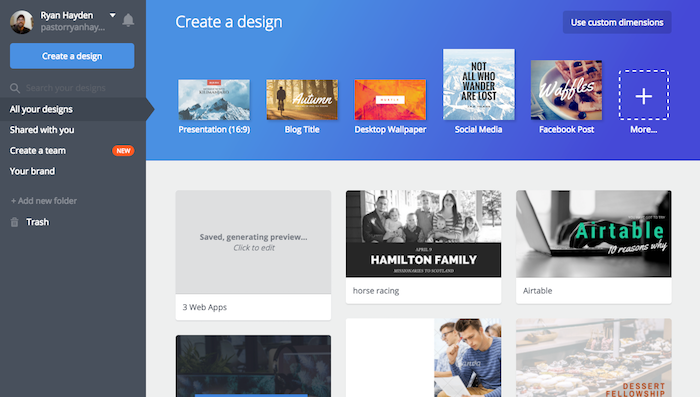 Ryan Hayden
pastorryanhay...
Create a design
Search your designs
All your designs
Shared with you
Create a team NEW
Your brand
+ Add new folder
Trash
Create a design
Use custom dimensions
Autumn
NOT
ALL WHO
WANDER
ARE LOST
Waffles
Presentation (16:9)
Blog Title
Desktop Wallpaper
Social Media
Facebook Post
More...
Saved, generating preview...
Click to edit
3 Web Apps
APRIL 9
HAMILTON FAMILY
MISSIONARIES TO SCOTLAND
horse racing
Airtable
10 reasons why
Airtable
Canva
DESSERT
FELLOWSHIP